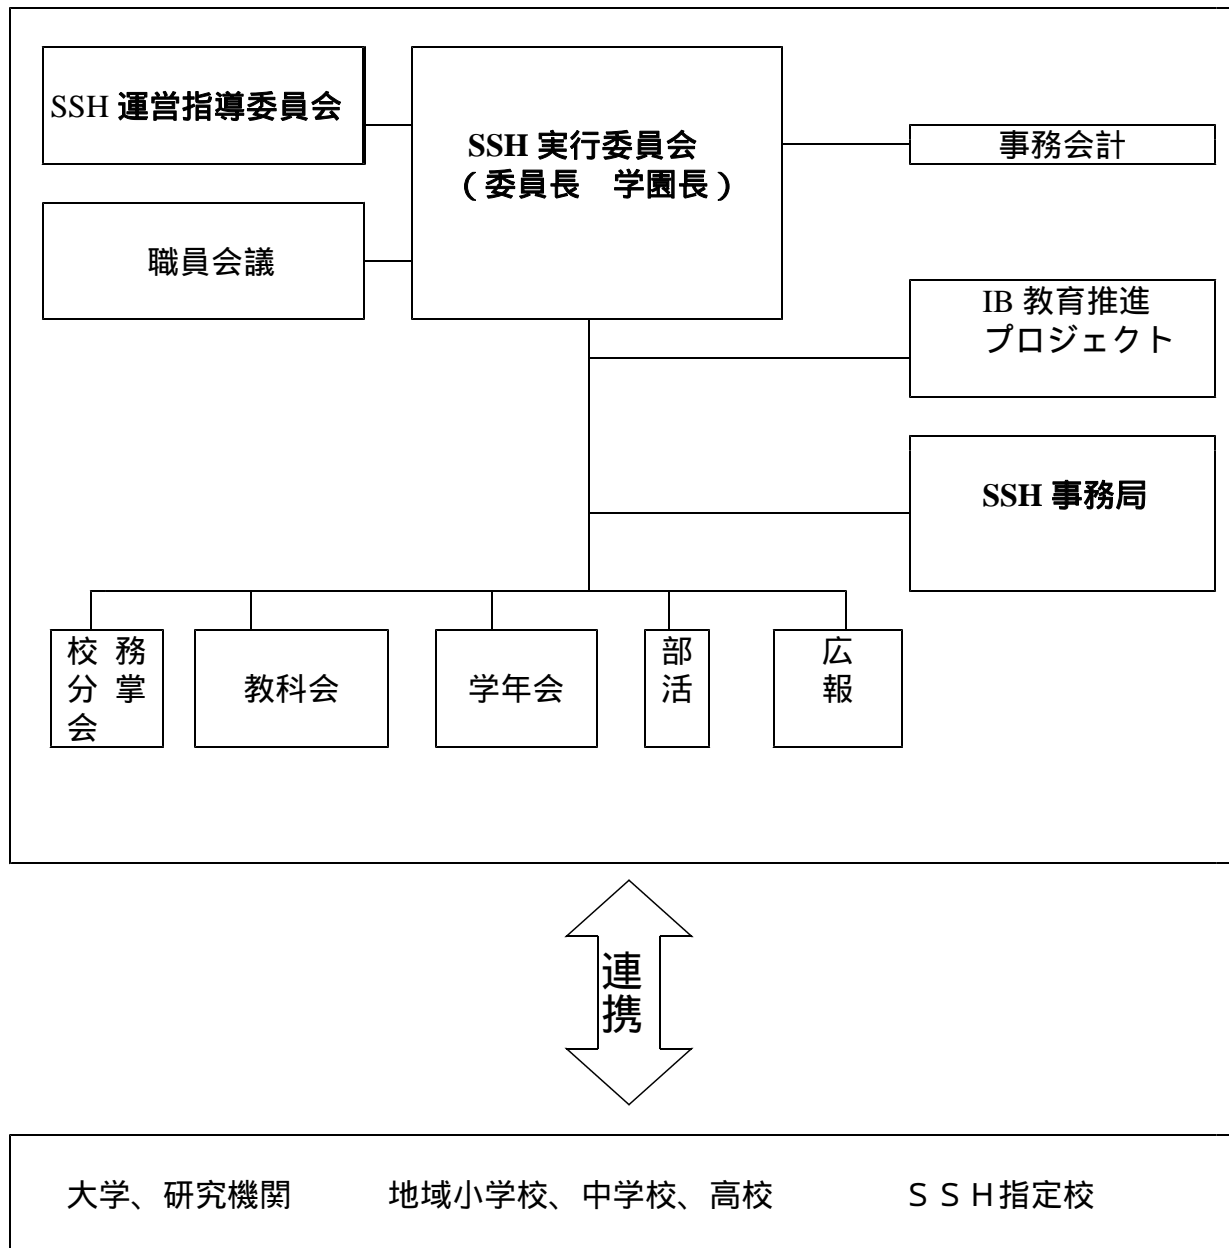 SSH 運営指導委員会
SSH 実行委員会
（委員長　学園長）
事務会計
職員会議
IB 教育推進
プロジェクト
SSH 事務局
校 務
分 掌
会
教科会
学年会
部
活
広
報
連
携
大学、研究機関
地域小学校、中学校、高校
ＳＳＨ指定校